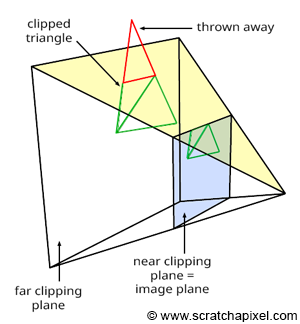 clipped
triangle
thrown away
near clipping
plane =
image plane
far clipping
plane
© www.scratchapixel.com